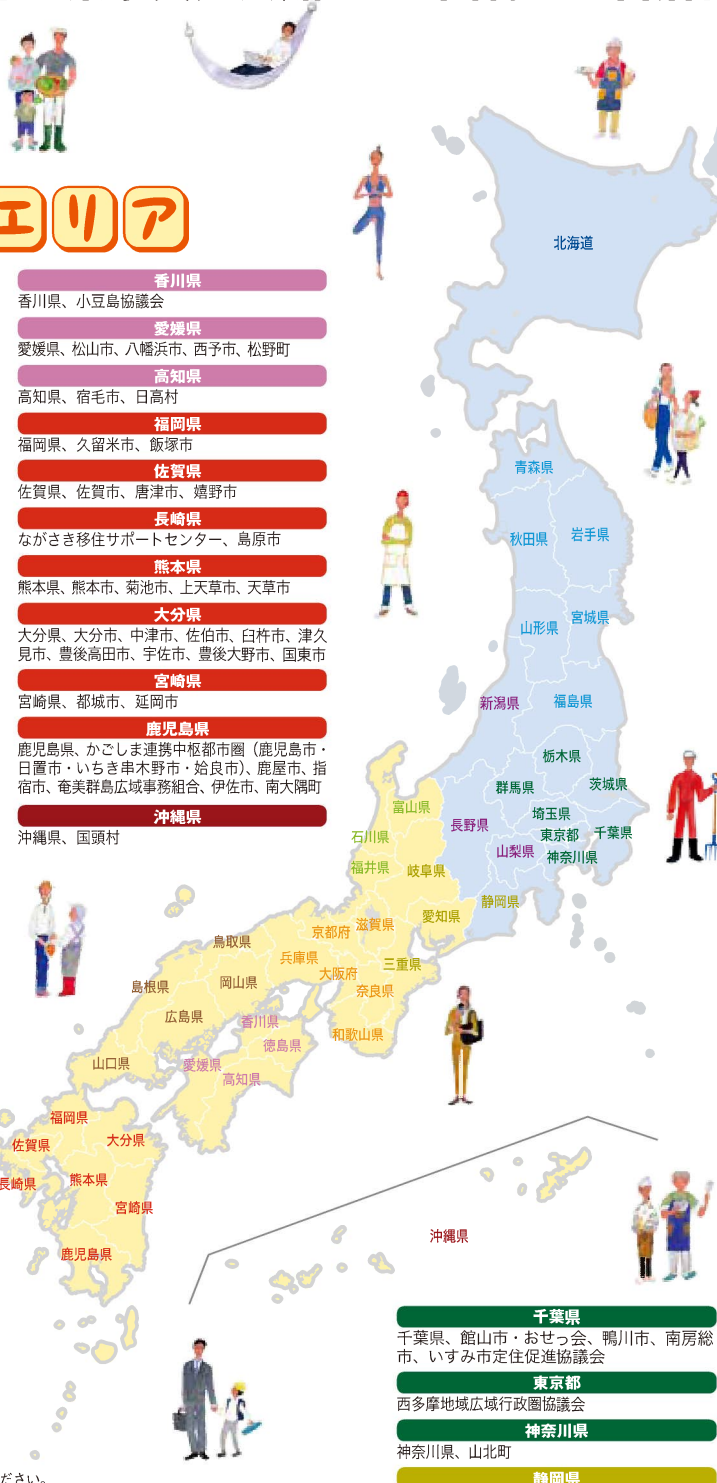 エリア
香川県
香川県、小豆島協議会
愛媛県
愛媛県、松山市、八幡浜市、西予市、松野町
高知県
高知県、宿毛市、日高村
福岡県
福岡県、久留米市、飯塚市
佐賀県
佐賀県、佐賀市、唐津市、嬉野市
長崎県
ながさき移住サポートセンター、島原市
熊本県
熊本県、熊本市、菊池市、上天草市、天草市
大分県
大分県、大分市、中津市、佐伯市、臼杵市、津久
見市、豊後高田市、宇佐市、豊後大野市、国東市
宮崎県
宮崎県、都城市、延岡市
鹿児島県
鹿児島県、かごしま連携中枢都市圏（鹿児島市・
日置市・いちき串木野市・姶良市）、鹿屋市、指
宿市、奄美群島広域事務組合、伊佐市、南大隅町
沖縄県
沖縄県、国頭村
北海道
青森県
秋田県
岩手県
山形県
宮城県
新潟県
福島県
栃木県
群馬県
茨城県
富山県
長野県
埼玉県
石川県
東京都
千葉県
山梨県
神奈川県
福井県
岐阜県
静岡県
愛知県
滋賀県
京都府
鳥取県
兵庫県
三重県
大阪府
島根県
岡山県
奈良県
広島県
香川県
和歌山県
徳島県
山口県
愛媛県
高知県
福岡県
佐賀県
大分県
長崎県
熊本県
宮崎県
鹿児島県
沖縄県
千葉県
千葉県、館山市・おせっ会、鴨川市、南房総
市、いすみ市定住促進協議会
東京都
西多摩地域広域行政圏協議会
神奈川県
神奈川県、山北町
静岡県
ださい。